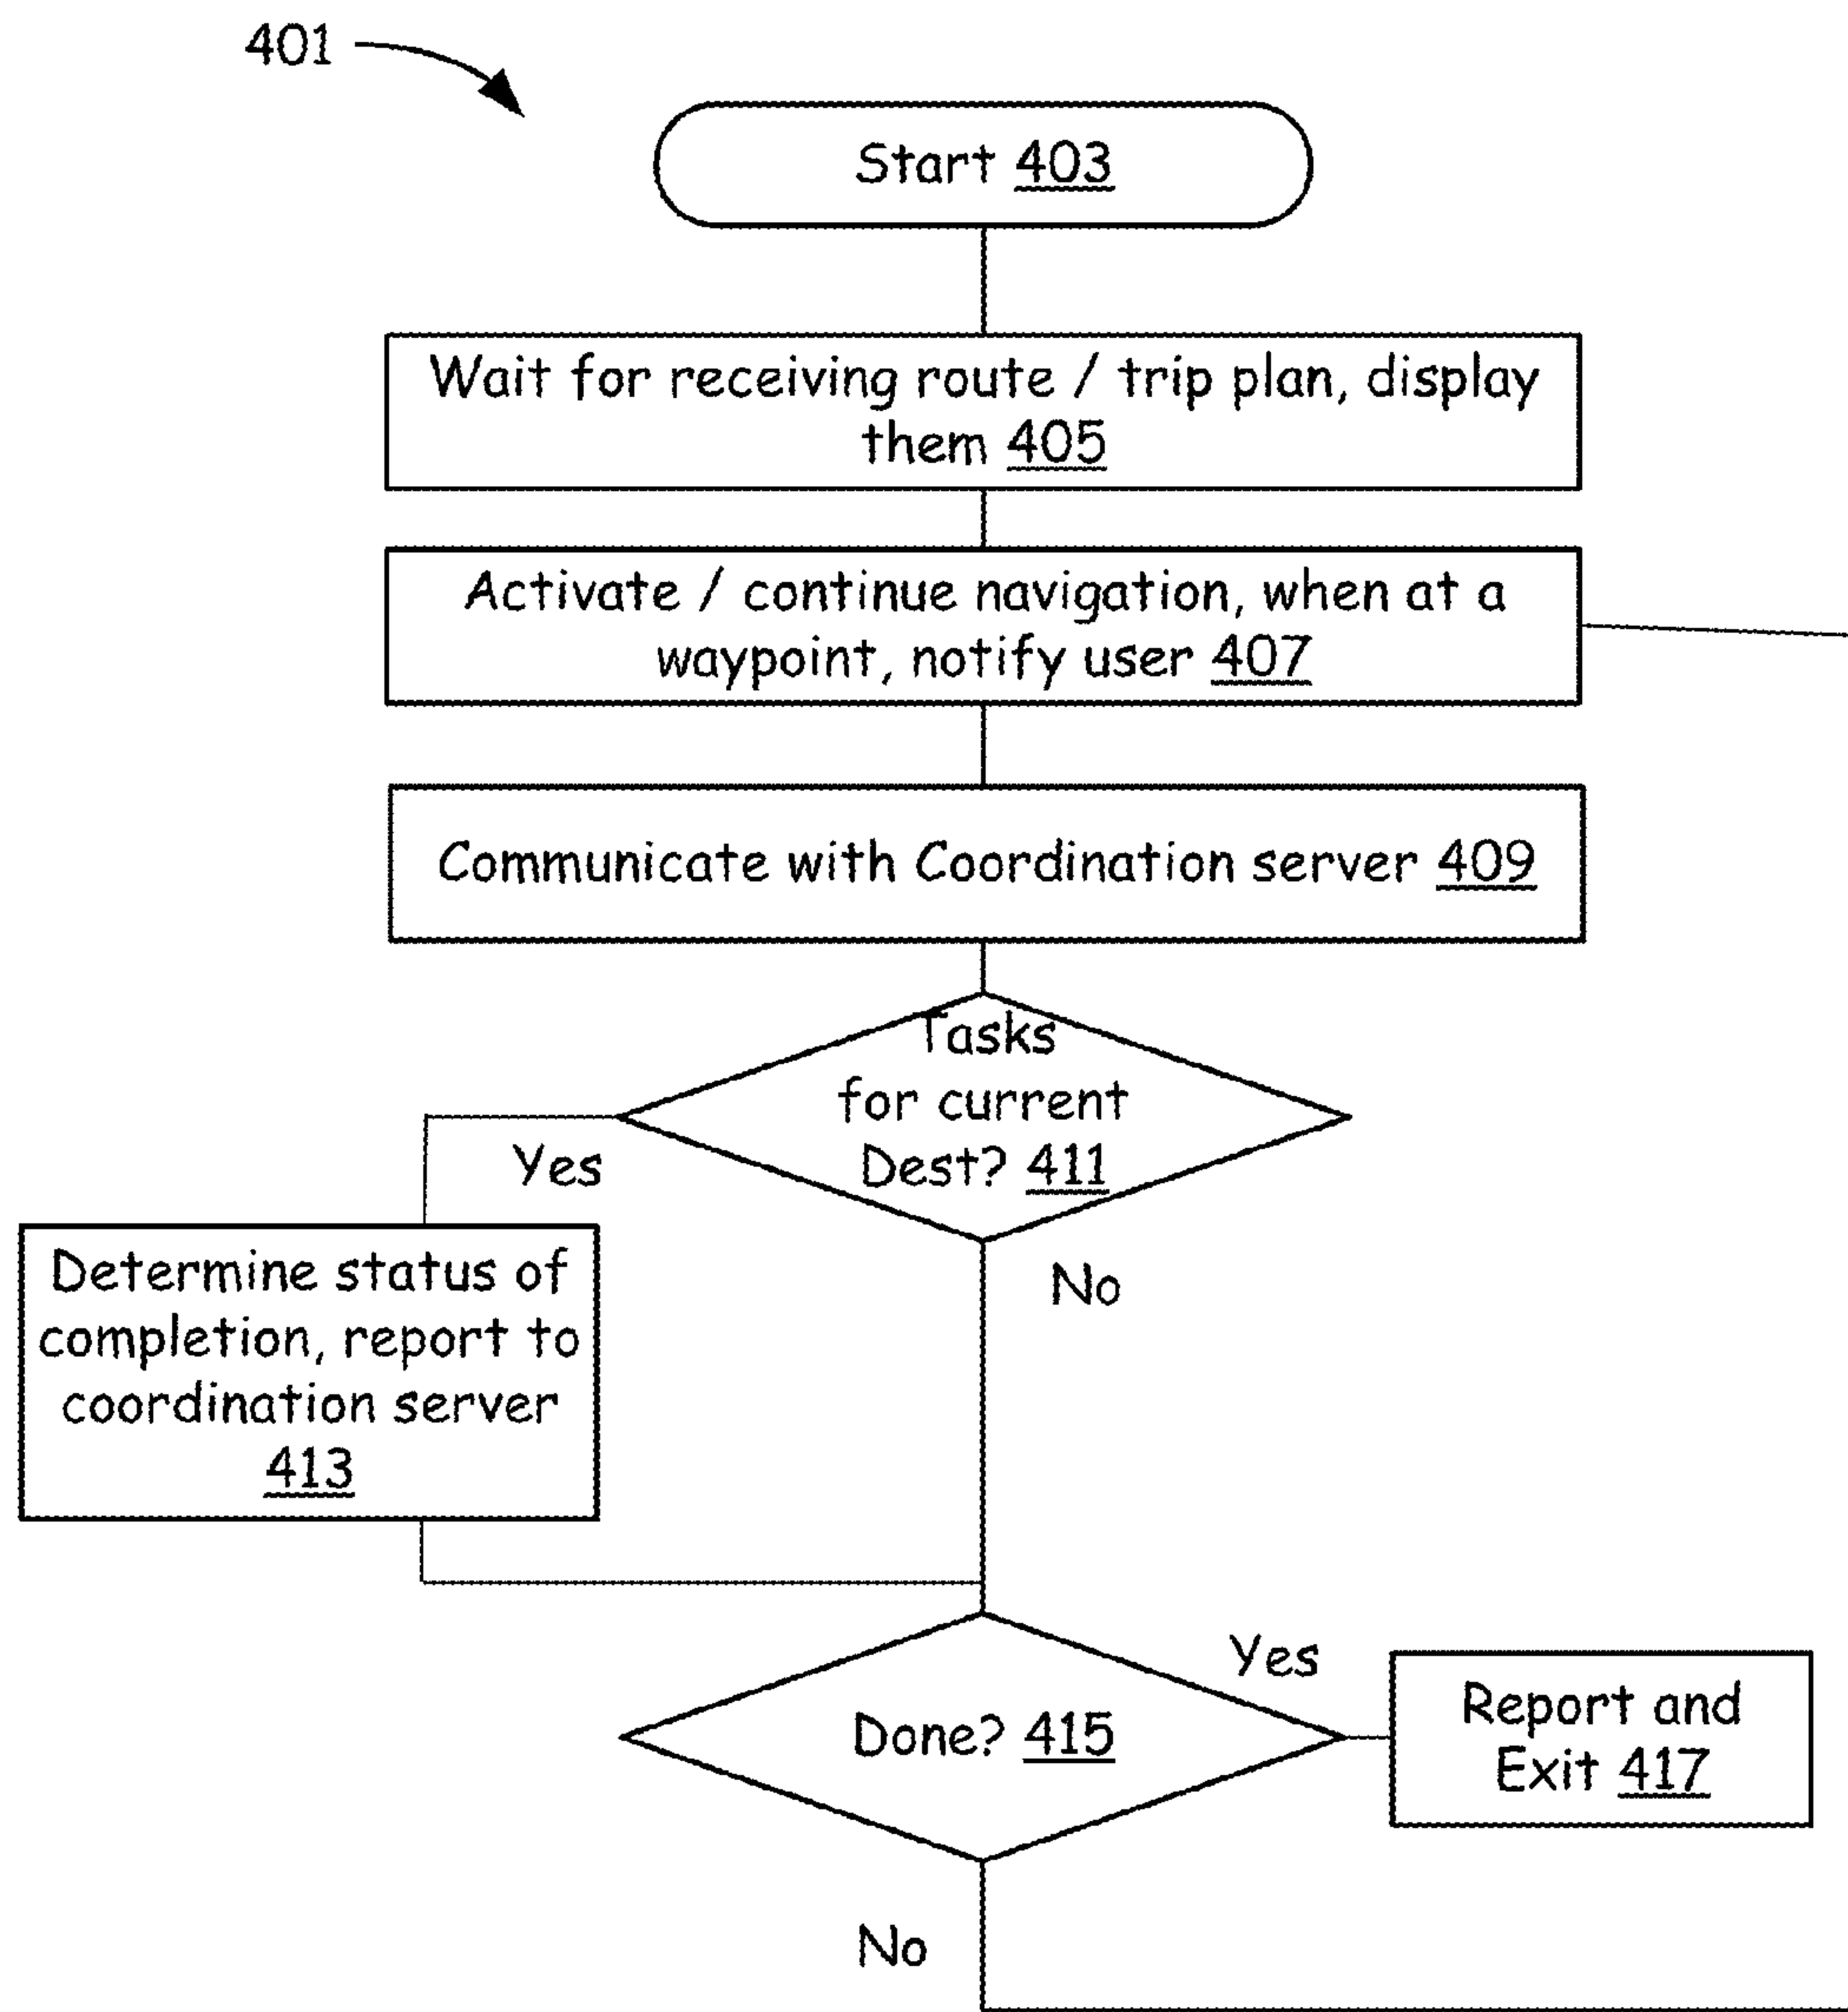 401
Start 403
Wait for receiving route / trip plan, display
them 405
Activate / continue navigation, when at a
waypoint, notify user 407
Communicate with Coordination server 409
Tasks
for current
Dest? 411
Yes
No
Determine status of
completion, report to
coordination server
413
Done? 415
Yes
Report and
Exit 417
No